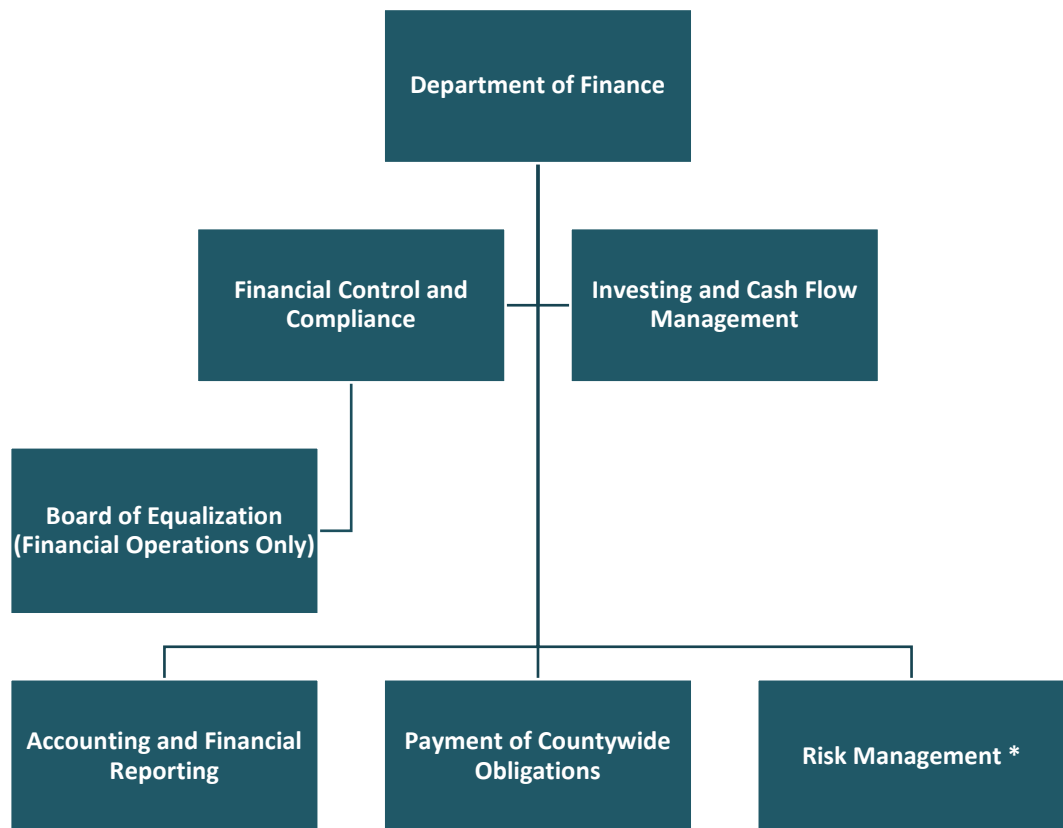 Department of Finance
Financial Control and
Compliance
Investing and Cash Flow
Management
Board of Equalization
(Financial Operations Only)
Accounting and Financial
Reporting
Payment of Countywide
Obligations
Risk Management *